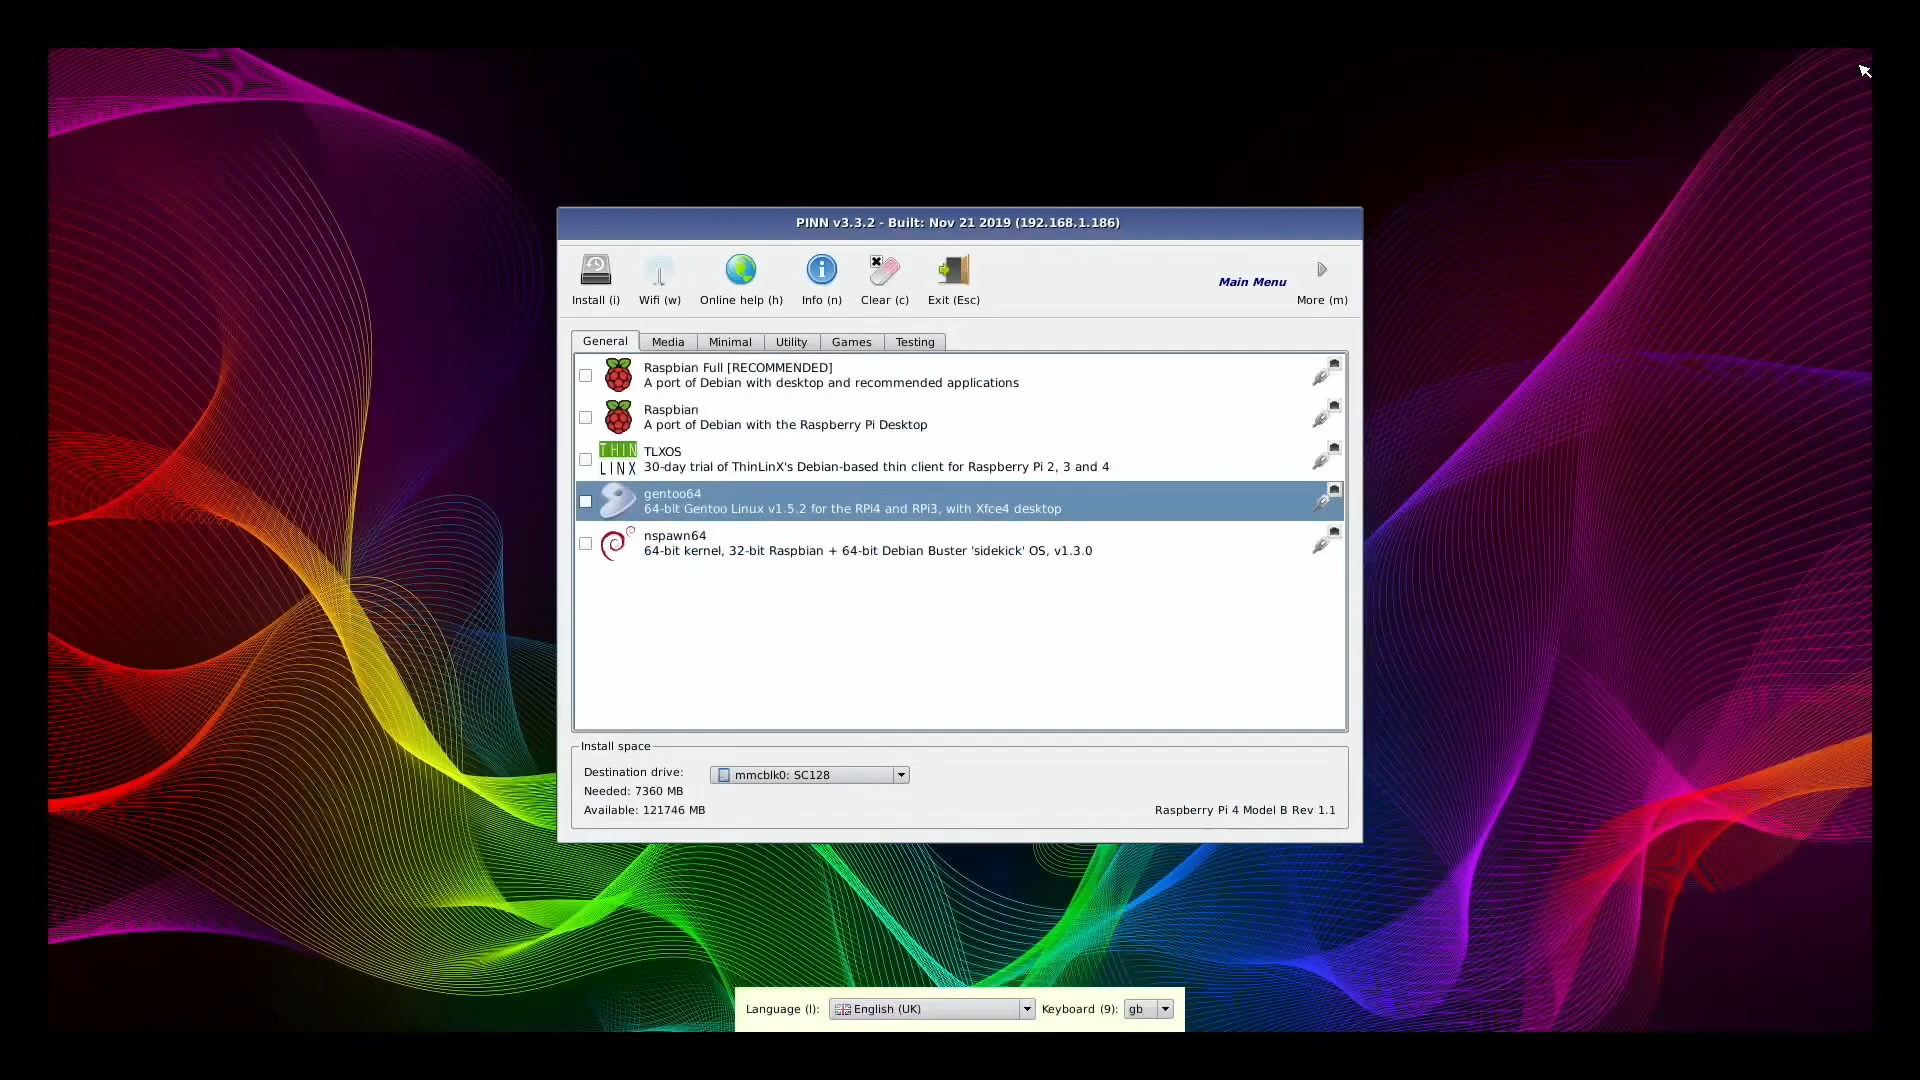 PINN v3.3.2 - Built: Nov 21 2019 (192.168.1.186)
Install (i)
Wifi (w)
Online help (h)
Info (n)
Clear (c)
Exit (Esc)
Main Menu
More (m)
General
Media
Minimal
Utility
Games
Testing
Raspbian Full [RECOMMENDED]
A port of Debian with desktop and recommended applications
Raspbian
A port of Debian with the Raspberry Pi Desktop
THIN
LINX
TLXOS
30-day trial of ThinLinX's Debian-based thin client for Raspberry Pi 2, 3 and 4
gentoo64
64-bit Gentoo Linux v1.5.2 for the RPi4 and RPi3, with Xfce4 desktop
nspawn64
64-bit kernel, 32-bit Raspbian + 64-bit Debian Buster 'sidekick' OS, v1.3.0
Install space
Destination drive:
mmcblk0: SC128
Needed: 7360 MB
Available: 121746 MB
Raspberry Pi 4 Model B Rev 1.1
Language (l):
English (UK)
Keyboard (9):
gb